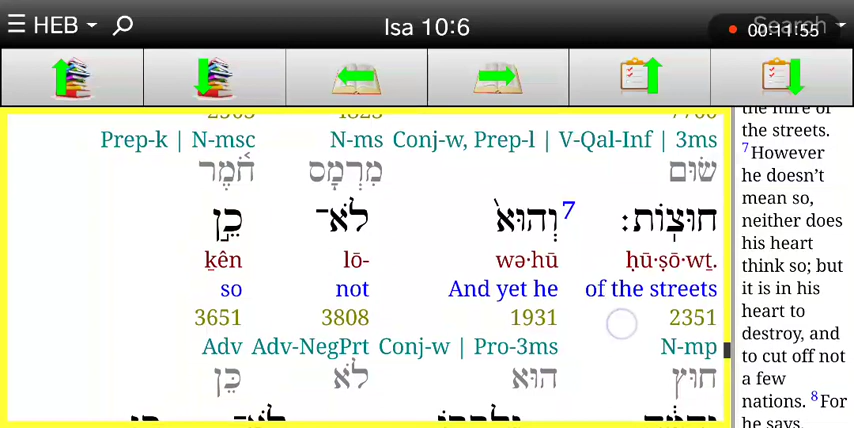 HEB
Isa 10:6
00:11:55
Prep-k | N-msc N-ms Conj-w, Prep-l | V-Qal-Inf | 3ms
שׂוּם מִרְמָס חֹ֫מֶר
חוּצֽוֹת׃ 7 וְהוּא֙ לֹא־ כֵ֣ן
ḥū·ṣō·wṯ. wə·hū lō- ḵên
of the streets And yet he not so
2351 1931 3808 3651
N-mp Conj-w | Pro-3ms Adv-NegPrt Adv
חוּץ הוּא לֹא כֵּן
the mire of
the streets.
7 However
he doesn’t
mean so,
neither does
his heart
think so; but
it is in his
heart to
destroy, and
to cut off not
a few
nations. 8 For
he says,